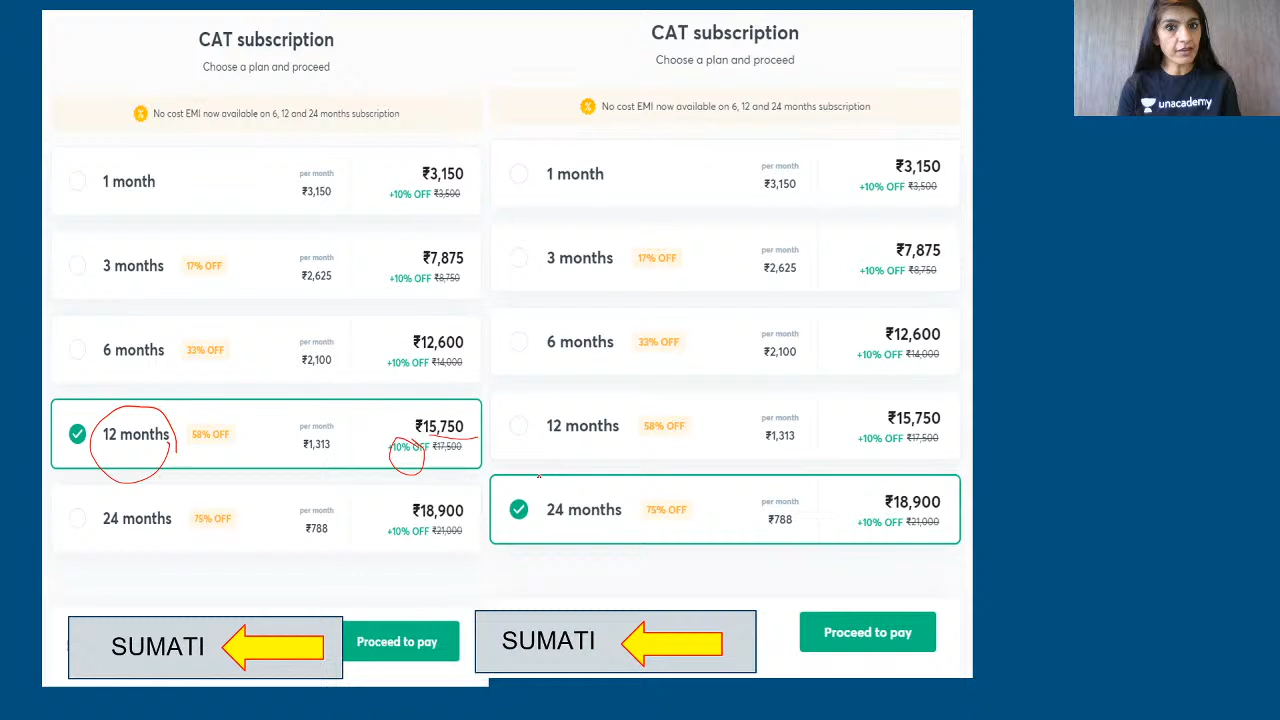 CAT subscription
Choose a plan and proceed
No cost EMI now available on 6, 12 and 24 months subscription
1 month
per month
₹3,150
₹3,150
+10% OFF ₹3,500
3 months 17% OFF
per month
₹2,625
₹7,875
+10% OFF ₹8,750
6 months 33% OFF
per month
₹2,100
₹12,600
+10% OFF ₹14,000
12 months 58% OFF
per month
₹1,313
₹15,750
+10% OFF ₹17,500
24 months 75% OFF
per month
₹788
₹18,900
+10% OFF ₹21,000
SUMATI
Proceed to pay
CAT subscription
Choose a plan and proceed
No cost EMI now available on 6, 12 and 24 months subscription
1 month
per month
₹3,150
₹3,150
+10% OFF ₹3,500
3 months 17% OFF
per month
₹2,625
₹7,875
+10% OFF ₹8,750
6 months 33% OFF
per month
₹2,100
₹12,600
+10% OFF ₹14,000
12 months 58% OFF
per month
₹1,313
₹15,750
+10% OFF ₹17,500
24 months 75% OFF
per month
₹788
₹18,900
+10% OFF ₹21,000
SUMATI
Proceed to pay
unacademy